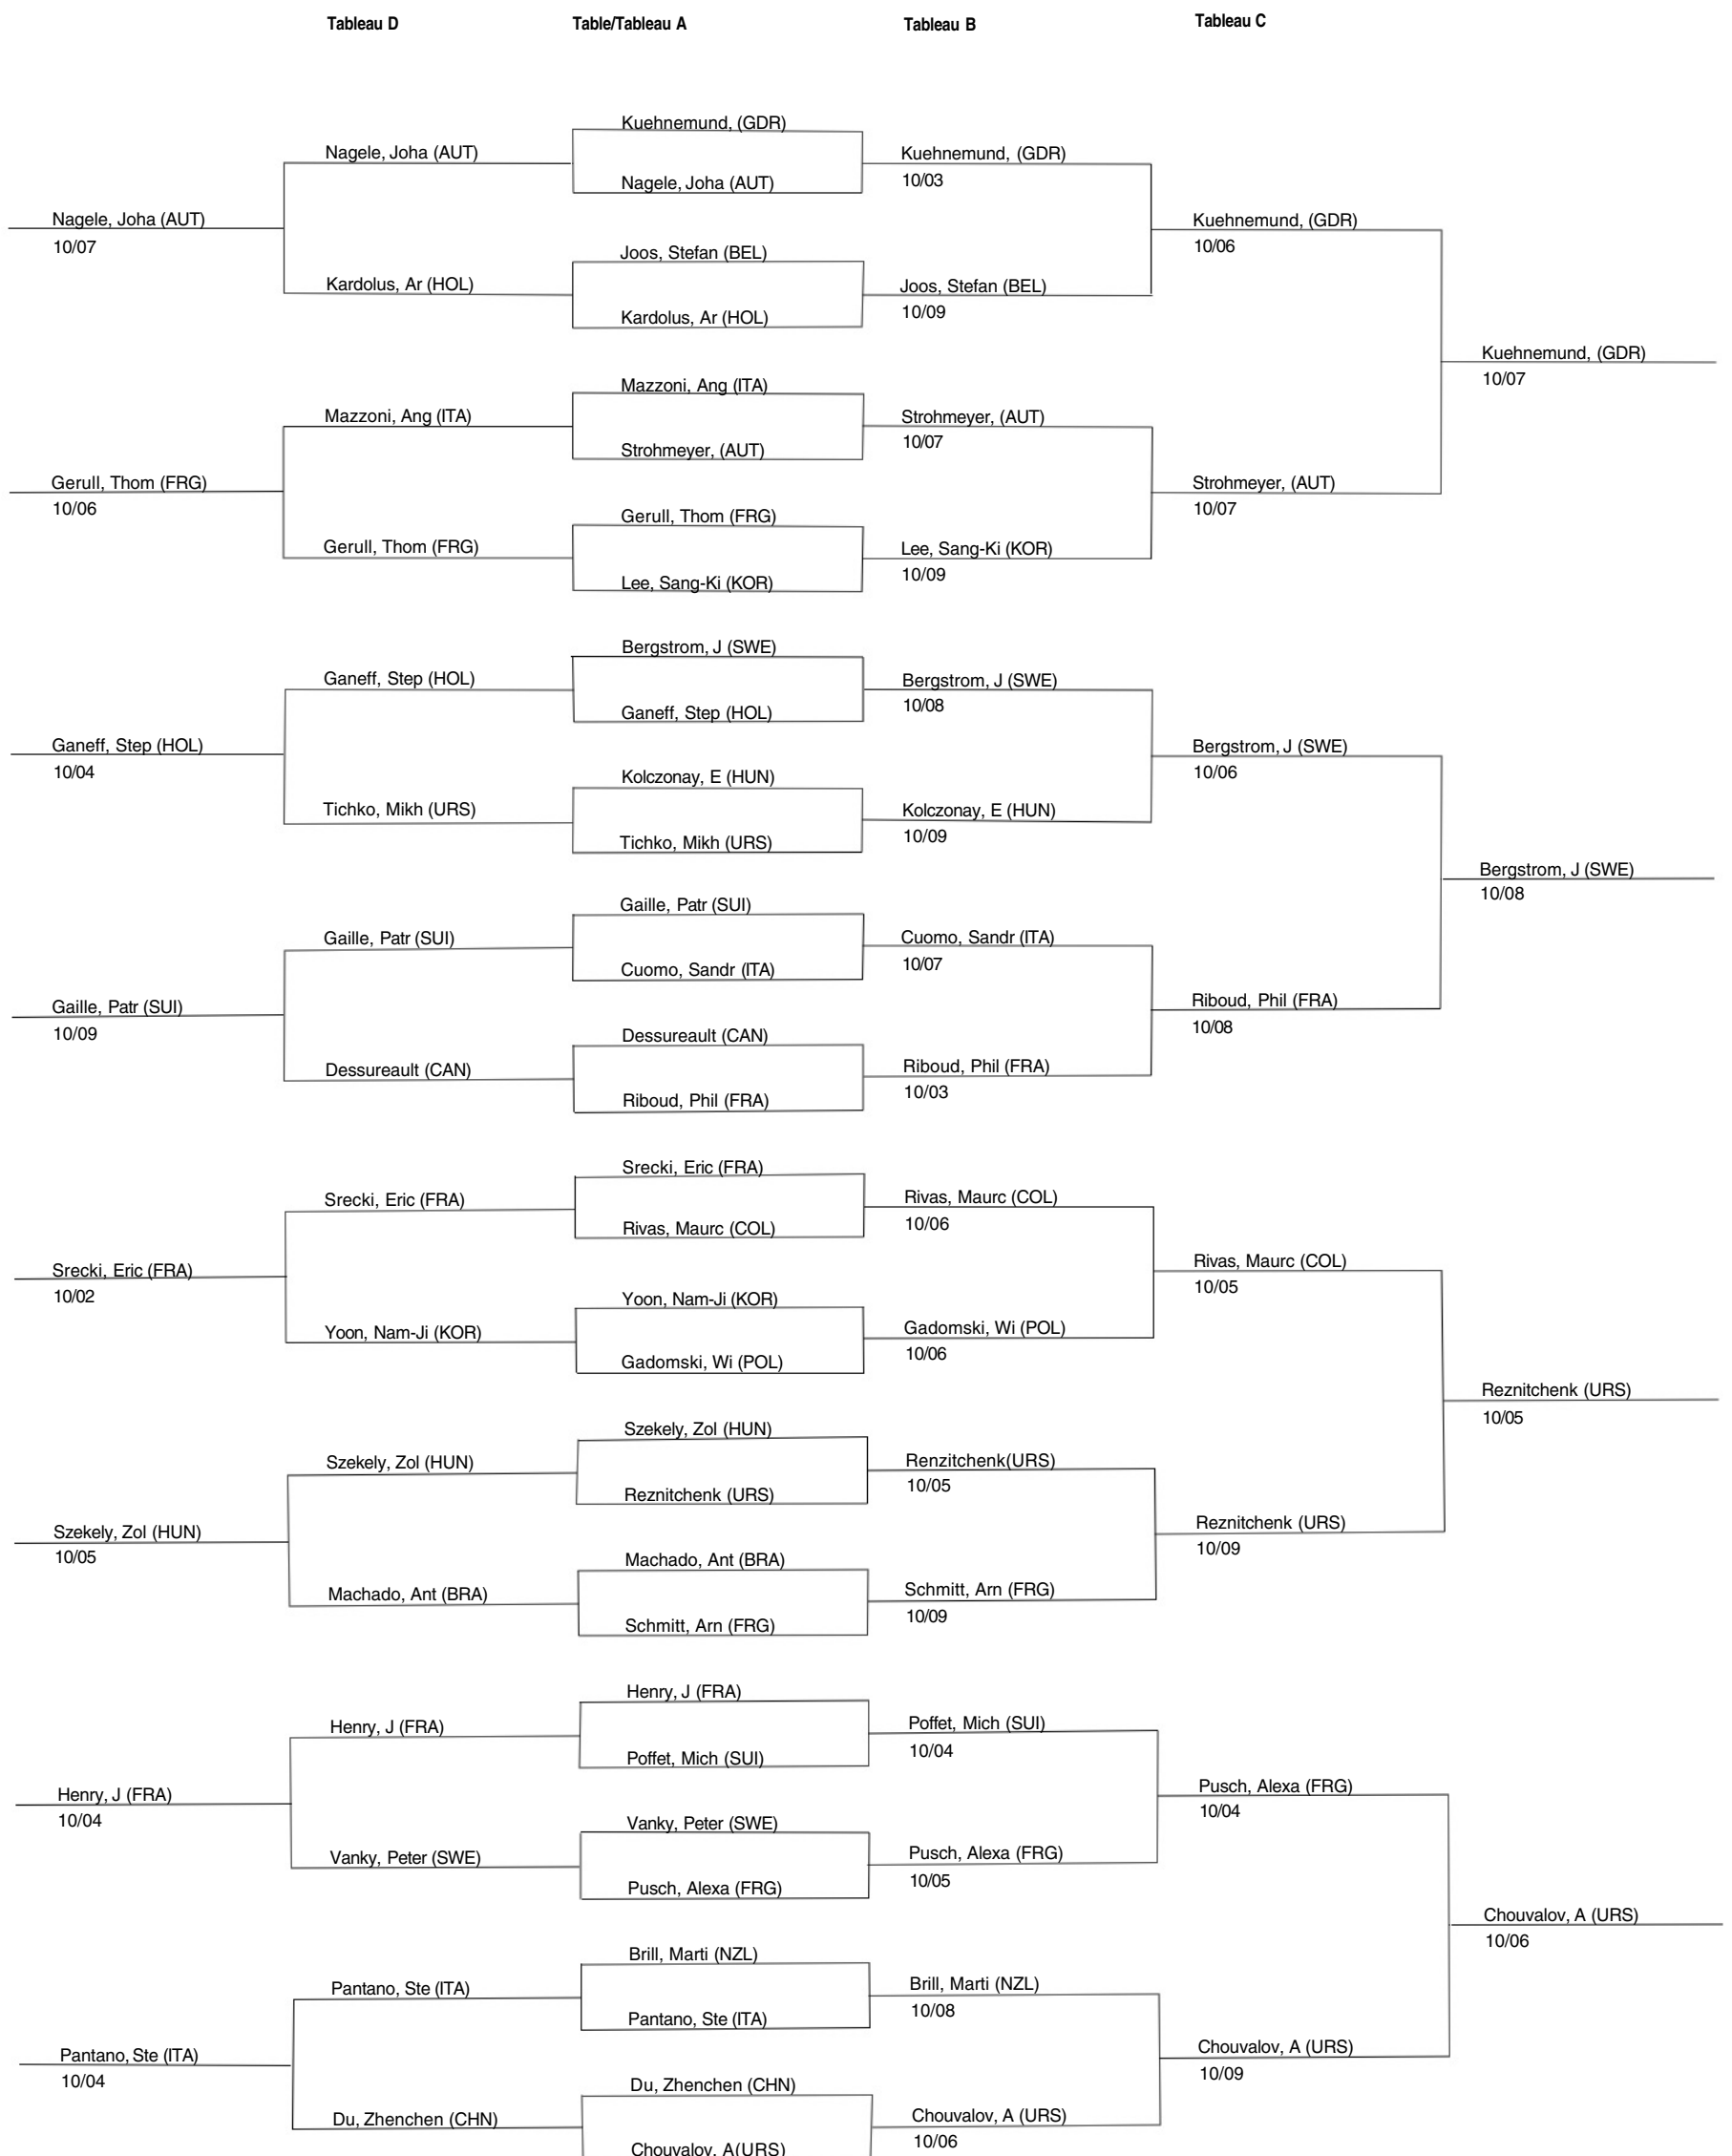 Tableau D
Table/Tableau A
Tableau B
Tableau C
Kuehnemund, (GDR)
Nagele, Joha (AUT)
Kuehnemund, (GDR)
10/03
Nagele, Joha (AUT)
Nagele, Joha (AUT)
10/07
Kuehnemund, (GDR)
10/06
Joos, Stefan (BEL)
Kardolus, Ar (HOL)
Joos, Stefan (BEL)
10/09
Kardolus, Ar (HOL)
Kuehnemund, (GDR)
10/07
Mazzoni, Ang (ITA)
Mazzoni, Ang (ITA)
Strohmeyer, (AUT)
10/07
Strohmeyer, (AUT)
Gerull, Thom (FRG)
10/06
Strohmeyer, (AUT)
10/07
Gerull, Thom (FRG)
Gerull, Thom (FRG)
Lee, Sang-Ki (KOR)
10/09
Lee, Sang-Ki (KOR)
Bergstrom, J (SWE)
Ganeff, Step (HOL)
Bergstrom, J (SWE)
10/08
Ganeff, Step (HOL)
Ganeff, Step (HOL)
10/04
Bergstrom, J (SWE)
10/06
Kolczonay, E (HUN)
Tichko, Mikh (URS)
Kolczonay, E (HUN)
10/09
Tichko, Mikh (URS)
Bergstrom, J (SWE)
10/08
Gaille, Patr (SUI)
Gaille, Patr (SUI)
Cuomo, Sandr (ITA)
10/07
Cuomo, Sandr (ITA)
Gaille, Patr (SUI)
10/09
Riboud, Phil (FRA)
10/08
Dessureault (CAN)
Dessureault (CAN)
Riboud, Phil (FRA)
10/03
Riboud, Phil (FRA)
Srecki, Eric (FRA)
Srecki, Eric (FRA)
Rivas, Maurc (COL)
10/06
Rivas, Maurc (COL)
Srecki, Eric (FRA)
10/02
Rivas, Maurc (COL)
10/05
Yoon, Nam-Ji (KOR)
Yoon, Nam-Ji (KOR)
Gadomski, Wi (POL)
10/06
Gadomski, Wi (POL)
Reznitchenk (URS)
10/05
Szekely, Zol (HUN)
Szekely, Zol (HUN)
Renzitchenk(URS)
10/05
Reznitchenk (URS)
Szekely, Zol (HUN)
10/05
Reznitchenk (URS)
10/09
Machado, Ant (BRA)
Machado, Ant (BRA)
Schmitt, Arn (FRG)
10/09
Schmitt, Arn (FRG)
Henry, J (FRA)
Henry, J (FRA)
Poffet, Mich (SUI)
10/04
Poffet, Mich (SUI)
Henry, J (FRA)
10/04
Pusch, Alexa (FRG)
10/04
Vanky, Peter (SWE)
Vanky, Peter (SWE)
Pusch, Alexa (FRG)
10/05
Pusch, Alexa (FRG)
Chouvalov, A (URS)
10/06
Brill, Marti (NZL)
Pantano, Ste (ITA)
Brill, Marti (NZL)
10/08
Pantano, Ste (ITA)
Pantano, Ste (ITA)
10/04
Chouvalov, A (URS)
10/09
Du, Zhenchen (CHN)
Du, Zhenchen (CHN)
Chouvalov, A (URS)
10/06
Chouvalov, A(URS)